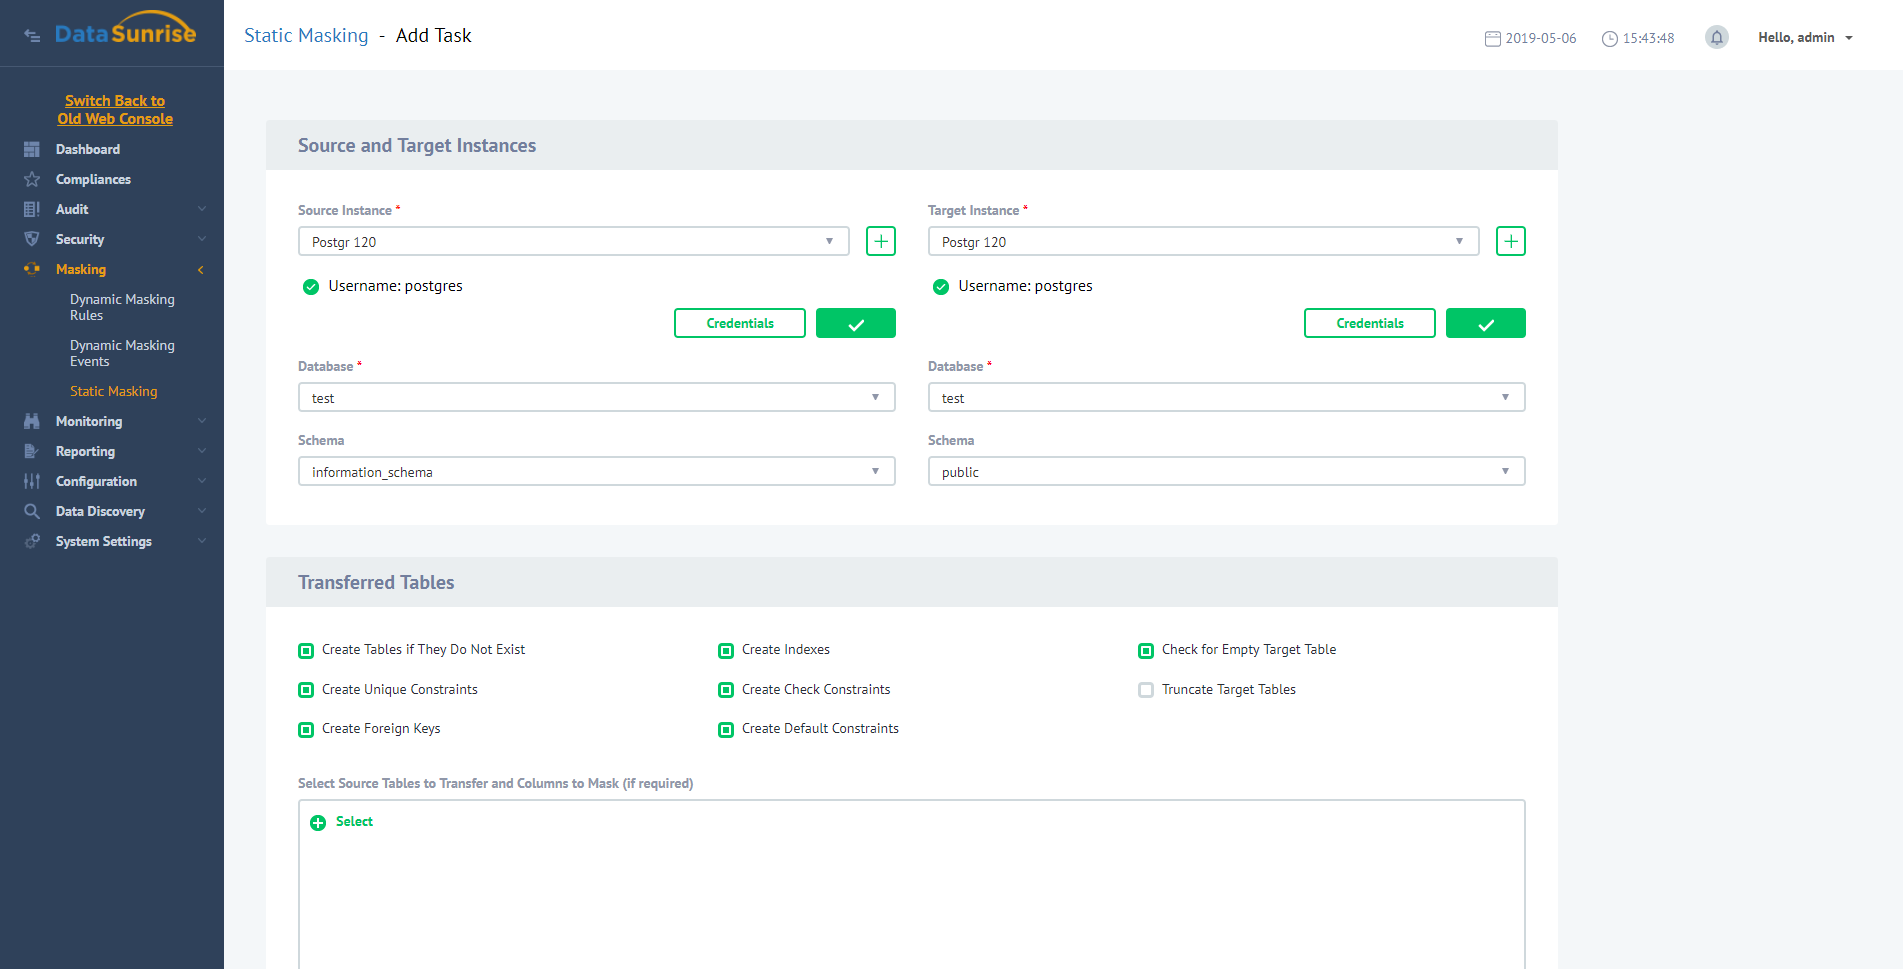 DataSunrise
Static Masking - Add Task
2019-05-06
15:43:48
Hello, admin
Switch Back to
Old Web Console
Dashboard
Compliances
Audit
Security
Masking
Dynamic Masking
Rules
Dynamic Masking
Events
Static Masking
Monitoring
Reporting
Configuration
Data Discovery
System Settings
Source and Target Instances
Source Instance *
Target Instance *
Postgr 120
Postgr 120
Username: postgres
Username: postgres
Credentials
Credentials
Database *
Database *
test
test
Schema
Schema
information_schema
public
Transferred Tables
Create Tables if They Do Not Exist
Create Indexes
Check for Empty Target Table
Create Unique Constraints
Create Check Constraints
Truncate Target Tables
Create Foreign Keys
Create Default Constraints
Select Source Tables to Transfer and Columns to Mask (if required)
Select